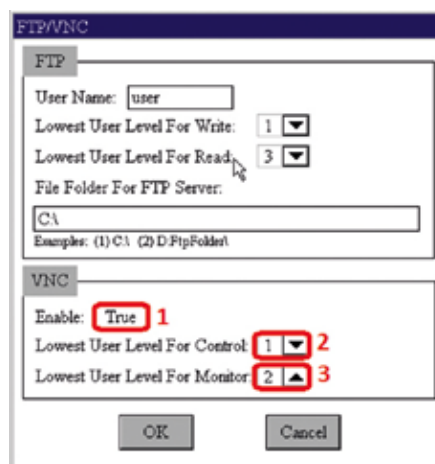 FTP/VNC
FTP
User Name: user
Lowest User Level For Write: 1
Lowest User Level For Read: 3
File Folder For FTP Server:
C:\
Examples: (1) C:\ (2) D:FtpFolder\
VNC
Enable: True 1
Lowest User Level For Control: 1 2
Lowest User Level For Monitor: 2 3
OK Cancel